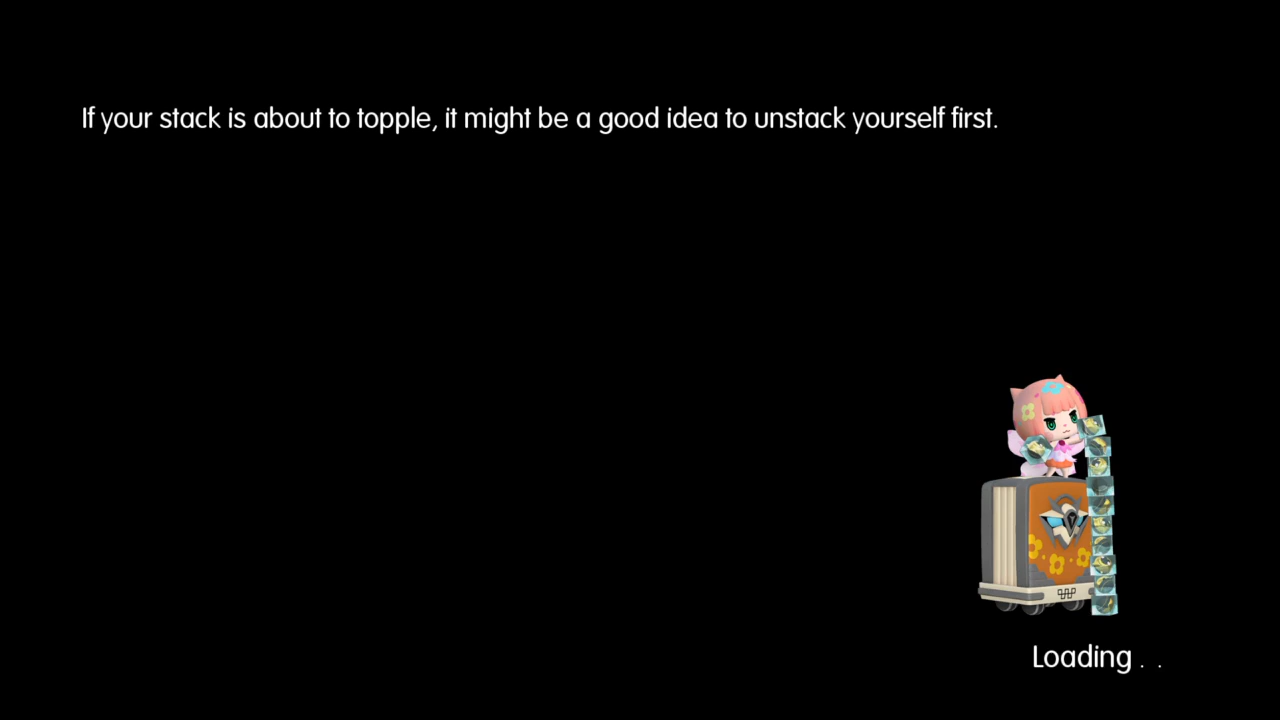 If your stack is about to topple, it might be a good idea to unstack yourself first.
Loading . .